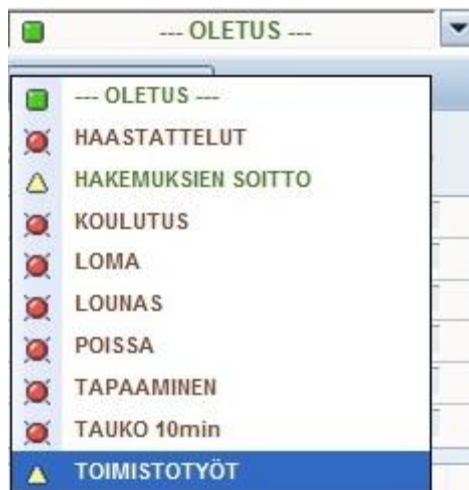 --- OLETUS ---
--- OLETUS ---
HAASTATTELUT
HAKEMUKSIEN SOITTO
KOULUTUS
LOMA
LOUNAS
POISSA
TAPAAMINEN
TAUKO 10min
TOIMISTOTYÖT